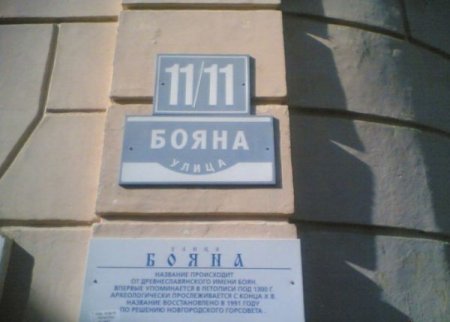 11/11
БОЯНА
УЛИЦА
УЛИЦА
БОЯНА
НАЗВАНИЕ ПРОИСХОДИТ
ОТ ДРЕВНЕСЛАВЯНСКОГО ИМЕНИ БОЯН.
ВПЕРВЫЕ УПОМИНАЕТСЯ В ЛЕТОПИСИ ПОД 1300 Г.
АРХЕОЛОГИЧЕСКИ ПРОСЛЕЖИВАЕТСЯ С КОНЦА X В.
НАЗВАНИЕ ВОССТАНОВЛЕНО В 1991 ГОДУ
ПО РЕШЕНИЮ НОВГОРОДСКОГО ГОРСОВЕТА.